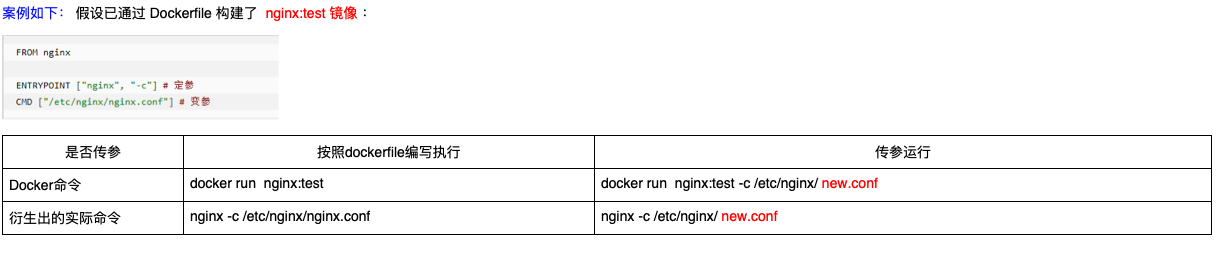 案例如下： 假设已通过 Dockerfile 构建了 nginx:test 镜像：
FROM nginx
ENTRYPOINT ["nginx", "-c"] # 定参
CMD ["/etc/nginx/nginx.conf"] # 变参
是否传参 按照dockerfile编写执行 传参运行
Docker命令 docker run nginx:test docker run nginx:test -c /etc/nginx/ new.conf
衍生出的实际命令 nginx -c /etc/nginx/nginx.conf nginx -c /etc/nginx/ new.conf